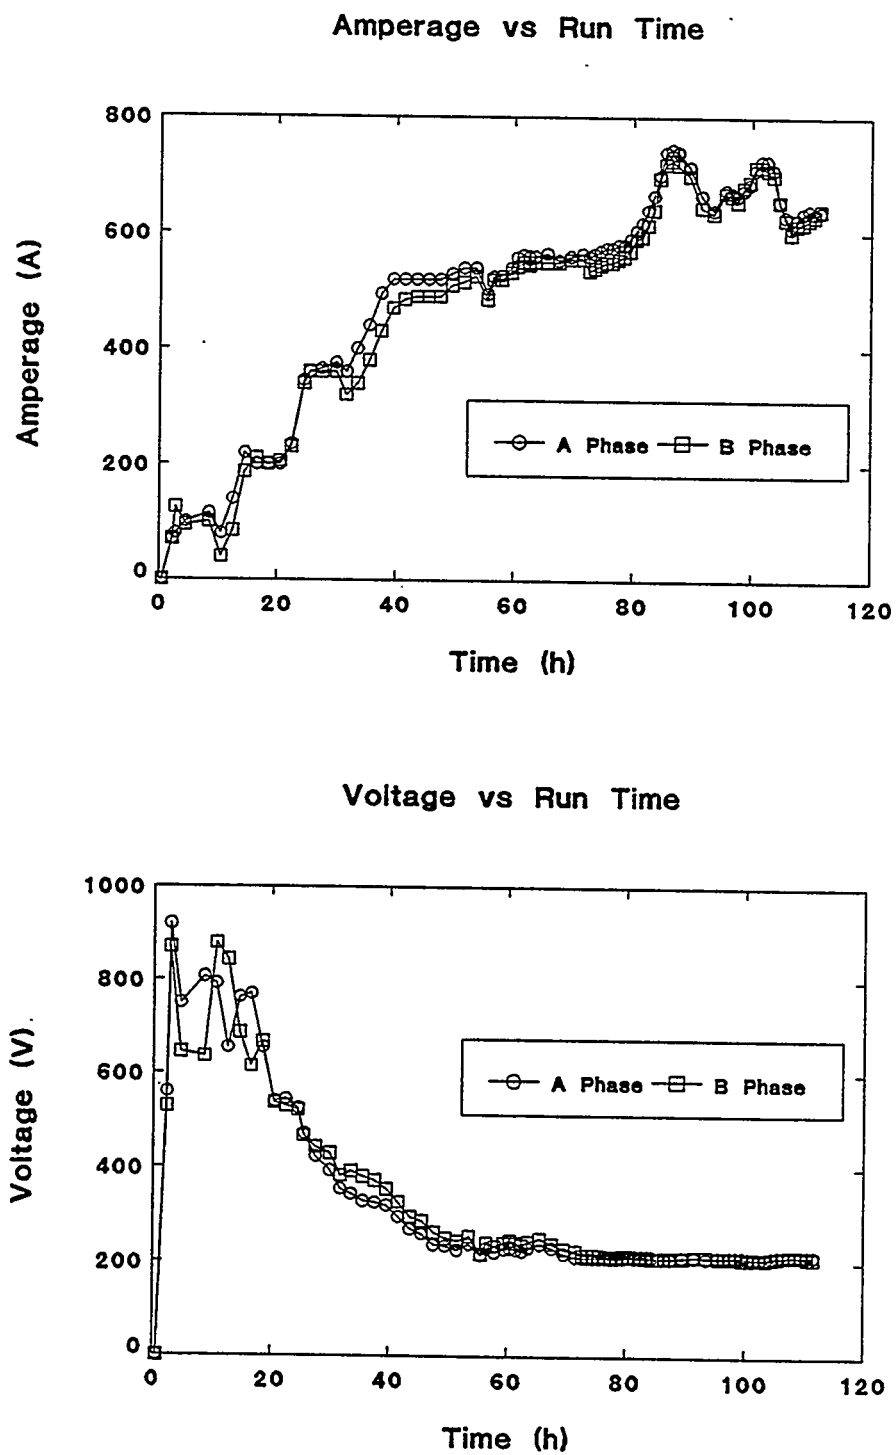 Amperage vs Run Time
800
600
400
200
0
Amperage (A)
A Phase B Phase
0 20 40 60 80 100 120
Time (h)
Voltage vs Run Time
1000
800
600
400
200
0
Voltage (V)
A Phase B Phase
0 20 40 60 80 100 120
Time (h)